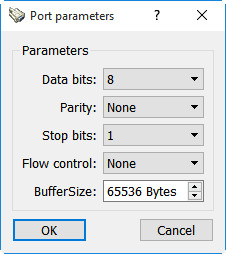 Port parameters
Parameters
Data bits: 8
Parity: None
Stop bits: 1
Flow control: None
BufferSize: 65536 Bytes
OK Cancel